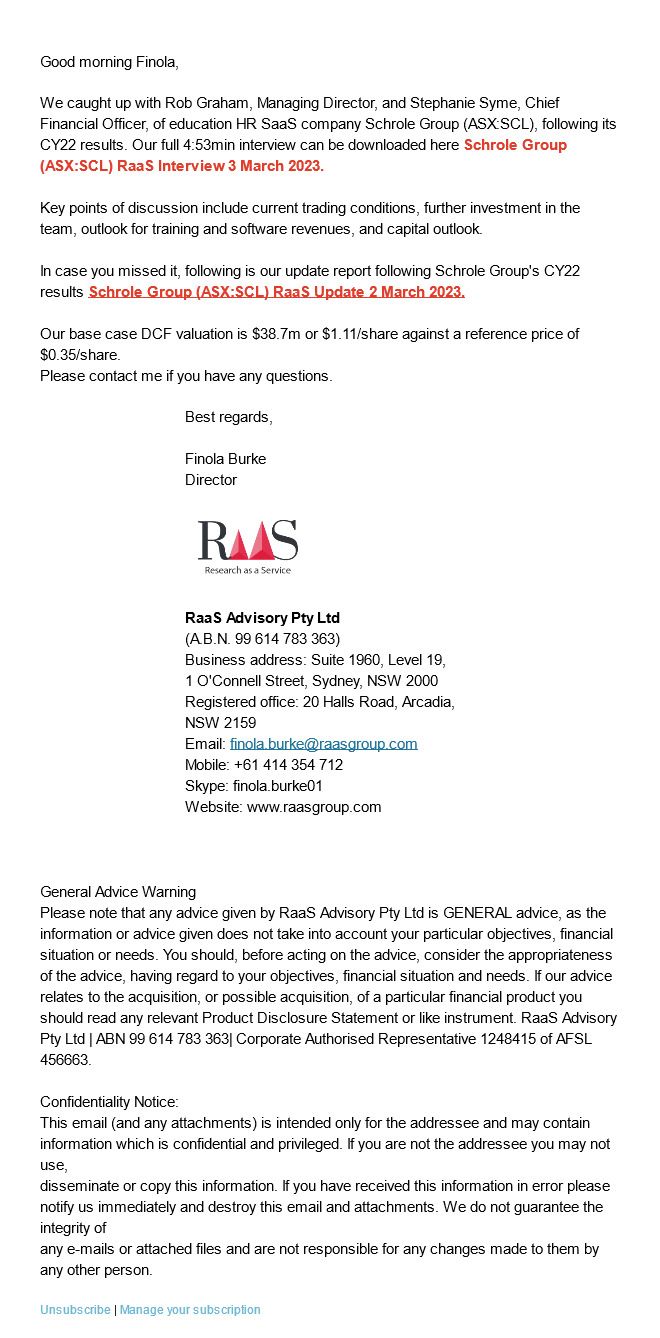 Good morning Finola,
We caught up with Rob Graham, Managing Director, and Stephanie Syme, Chief
Financial Officer, of education HR SaaS company Schrole Group (ASX:SCL), following its
CY22 results. Our full 4:53min interview can be downloaded here Schrole Group
(ASX:SCL) RaaS Interview 3 March 2023.
Key points of discussion include current trading conditions, further investment in the
team, outlook for training and software revenues, and capital outlook.
In case you missed it, following is our update report following Schrole Group's CY22
results Schrole Group (ASX:SCL) RaaS Update 2 March 2023.
Our base case DCF valuation is $38.7m or $1.11/share against a reference price of
$0.35/share.
Please contact me if you have any questions.
Best regards,
Finola Burke
Director
RAAS
Research as a Service
RaaS Advisory Pty Ltd
(A.B.N. 99 614 783 363)
Business address: Suite 1960, Level 19,
1 O'Connell Street, Sydney, NSW 2000
Registered office: 20 Halls Road, Arcadia,
NSW 2159
Email: finola.burke@raasgroup.com
Mobile: +61 414 354 712
Skype: finola.burke01
Website: www.raasgroup.com
General Advice Warning
Please note that any advice given by RaaS Advisory Pty Ltd is GENERAL advice, as the
information or advice given does not take into account your particular objectives, financial
situation or needs. You should, before acting on the advice, consider the appropriateness
of the advice, having regard to your objectives, financial situation and needs. If our advice
relates to the acquisition, or possible acquisition, of a particular financial product you
should read any relevant Product Disclosure Statement or like instrument. RaaS Advisory
Pty Ltd | ABN 99 614 783 363| Corporate Authorised Representative 1248415 of AFSL
456663.
Confidentiality Notice:
This email (and any attachments) is intended only for the addressee and may contain
information which is confidential and privileged. If you are not the addressee you may not
use,
disseminate or copy this information. If you have received this information in error please
notify us immediately and destroy this email and attachments. We do not guarantee the
integrity of
any e-mails or attached files and are not responsible for any changes made to them by
any other person.
Unsubscribe | Manage your subscription